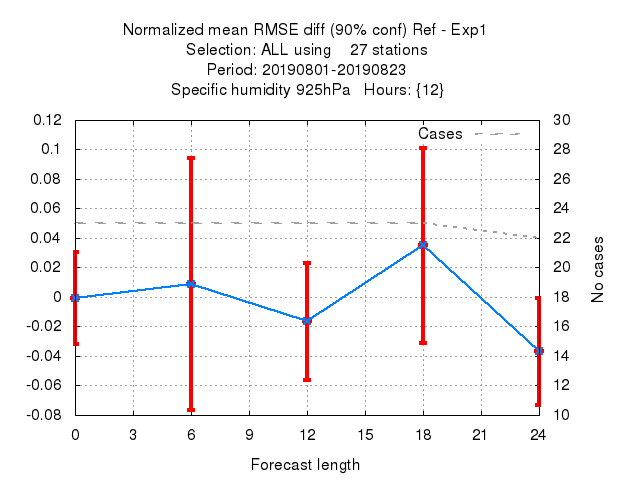 Normalized mean RMSE diff (90% conf) Ref - Exp1
Selection: ALL using    27 stations
Period: 20190801-20190823
Specific humidity 925hPa   Hours: {12}
Cases
0.12
0.1
0.08
0.06
0.04
0.02
0
-0.02
-0.04
-0.06
-0.08
30
28
26
24
22
20
18
16
14
12
10
No cases
0 3 6 9 12 15 18 21 24
Forecast length